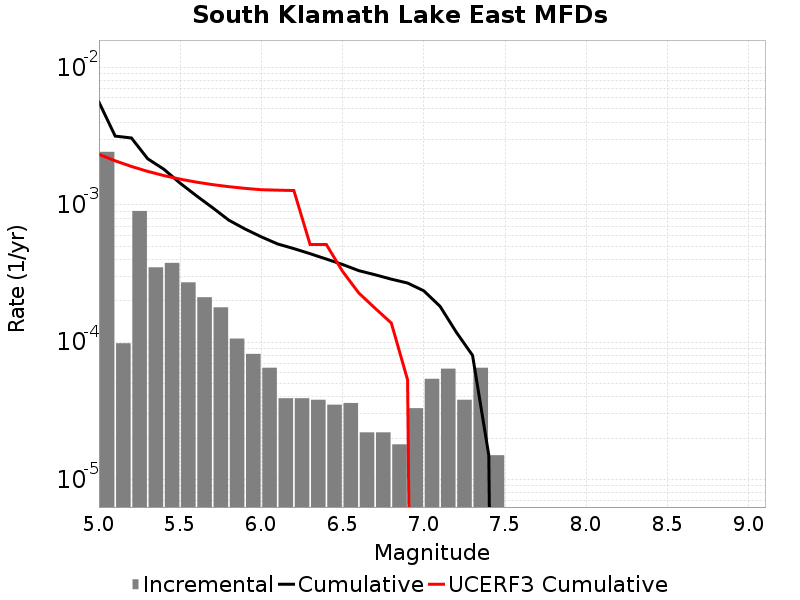 South Klamath Lake East MFDs
10-2
10-3
10-4
10-5
Rate (1/yr)
5.0 5.5 6.0 6.5 7.0 7.5 8.0 8.5 9.0
Magnitude
Incremental Cumulative UCERF3 Cumulative